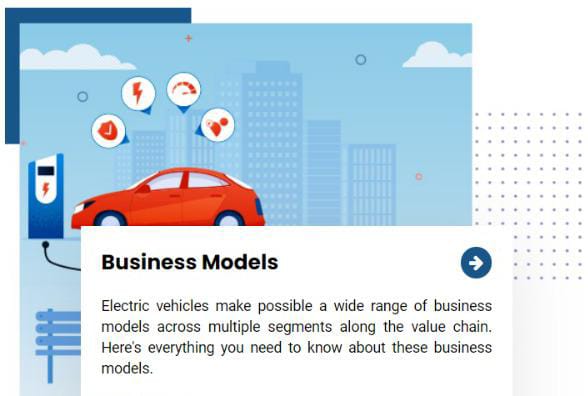 Business Models
Electric vehicles make possible a wide range of business
models across multiple segments along the value chain.
Here's everything you need to know about these business
models.